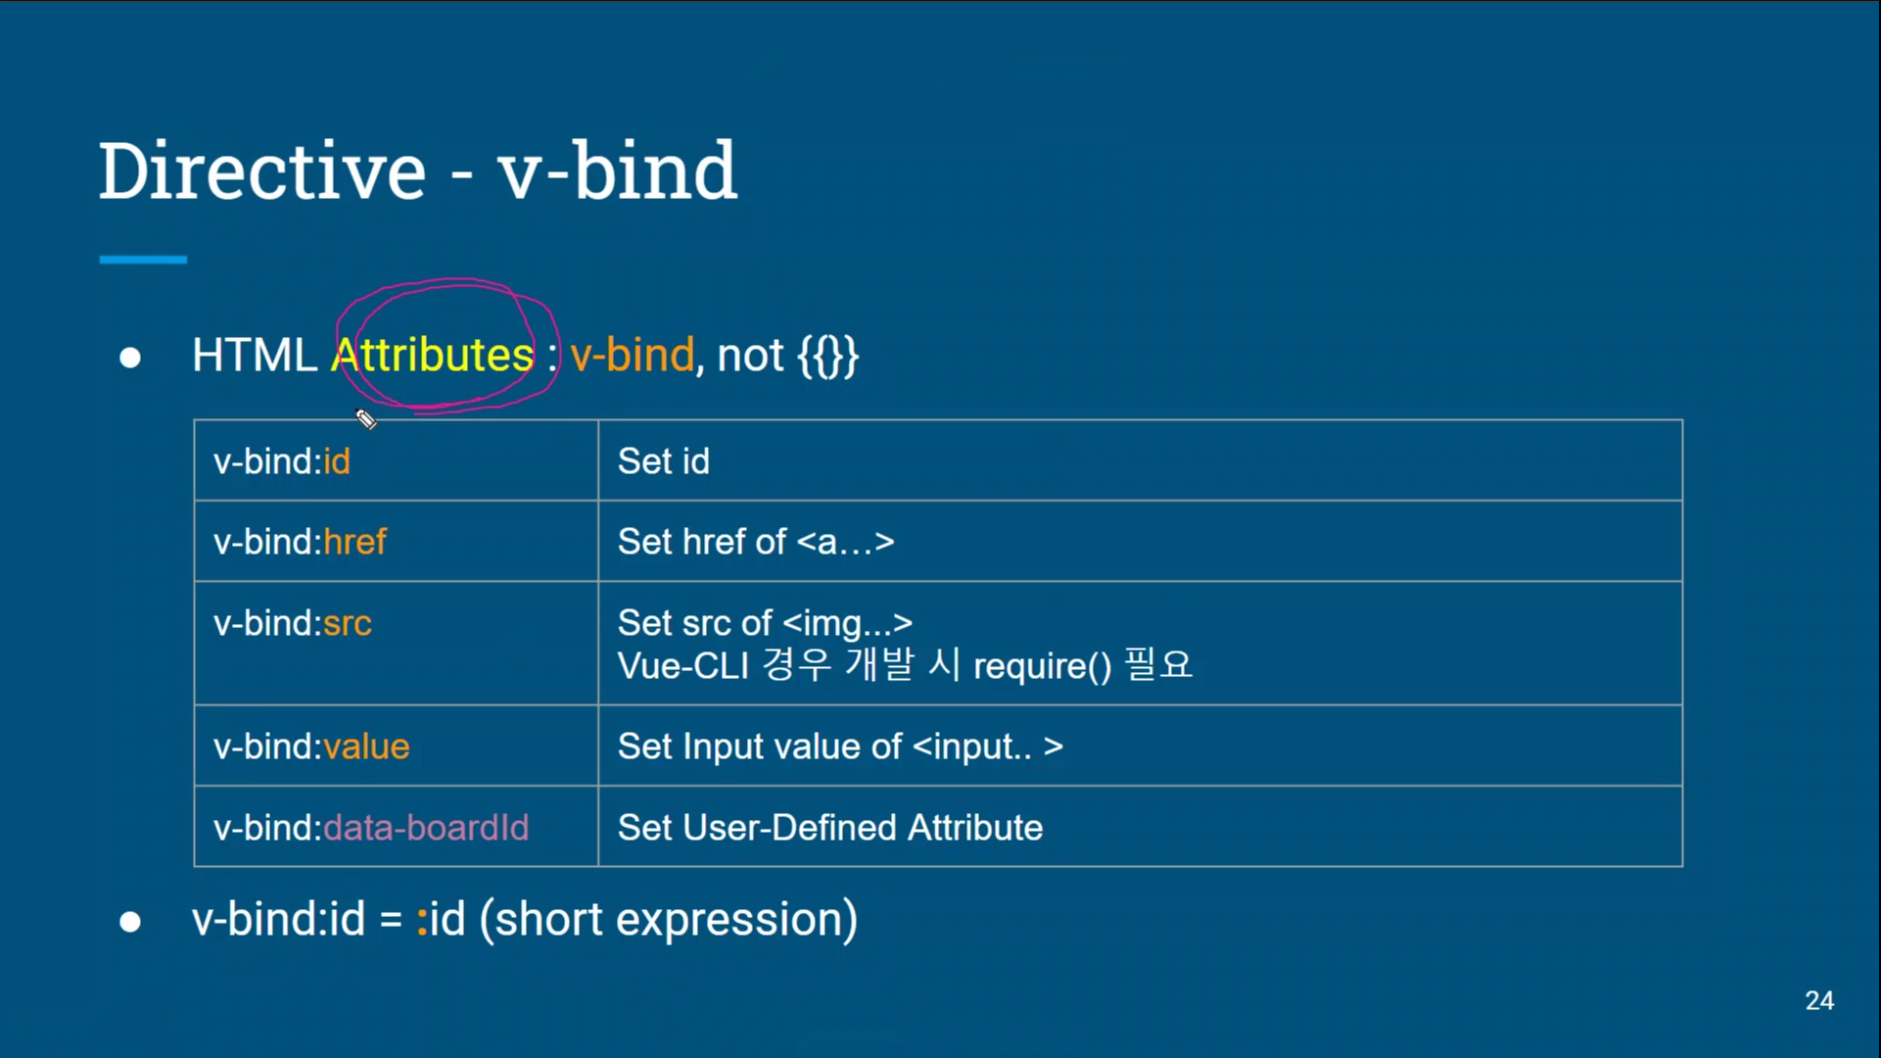 Directive - v-bind
● HTML Attributes : v-bind, not {{}}
v-bind:id
Set id
v-bind:href
Set href of <a…>
v-bind:src
Set src of <img...>
Vue-CLI 경우 개발 시 require() 필요
v-bind:value
Set Input value of <input.. >
v-bind:data-boardId
Set User-Defined Attribute
● v-bind:id = :id (short expression)
24